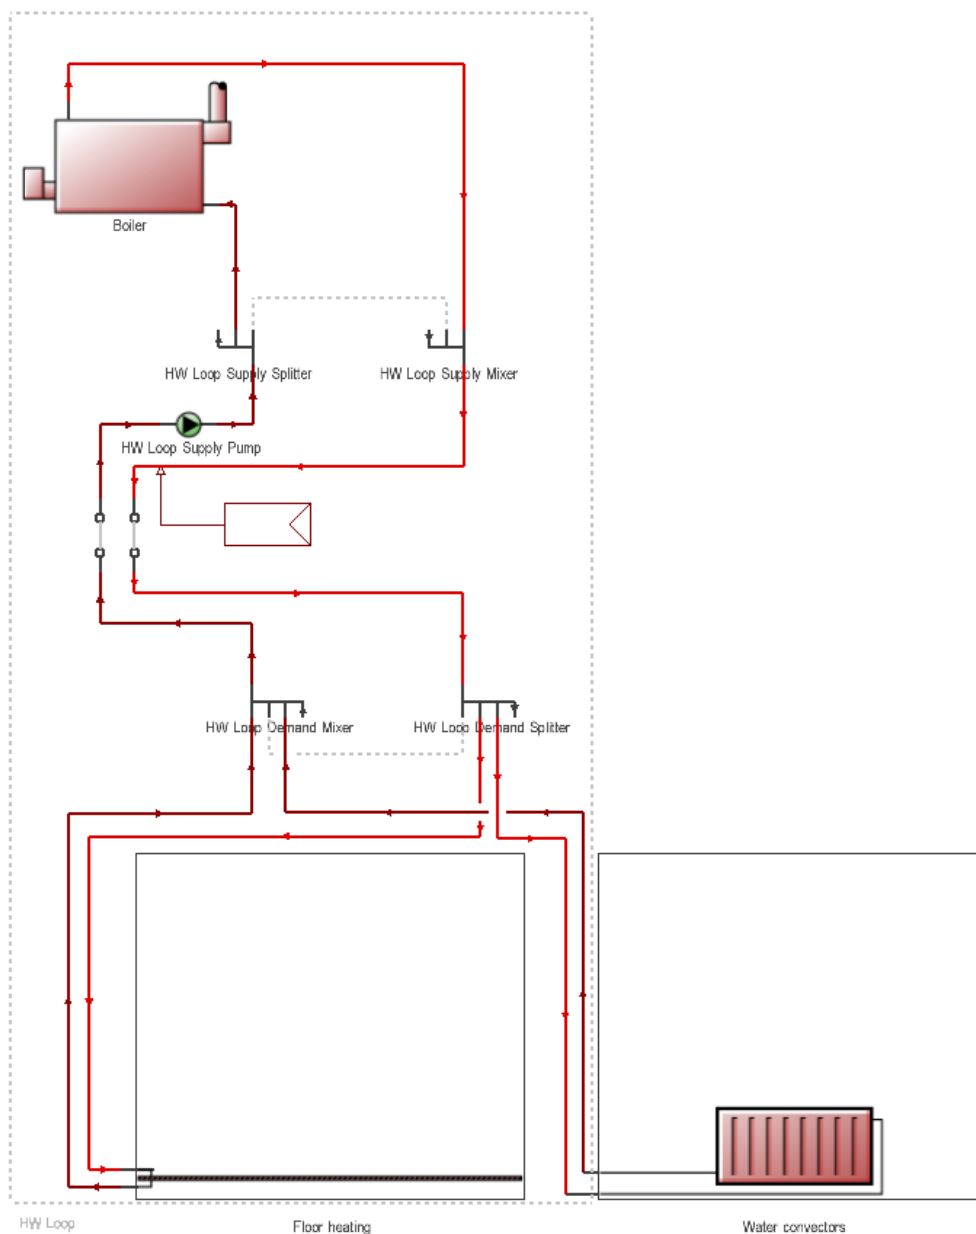 Boiler
HW Loop Supply Splitter
HW Loop Supply Mixer
HW Loop Supply Pump
HW Loop Demand Mixer
HW Loop Demand Splitter
HW Loop
Floor heating
Water convectors